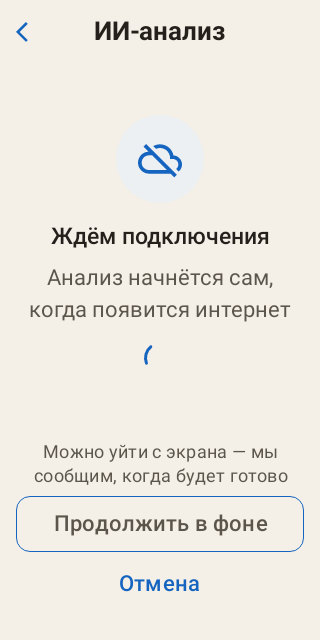 ИИ-анализ
Ждём подключения
Анализ начнётся сам,
когда появится интернет
Можно уйти с экрана — мы
сообщим, когда будет готово
Продолжить в фоне
Отмена